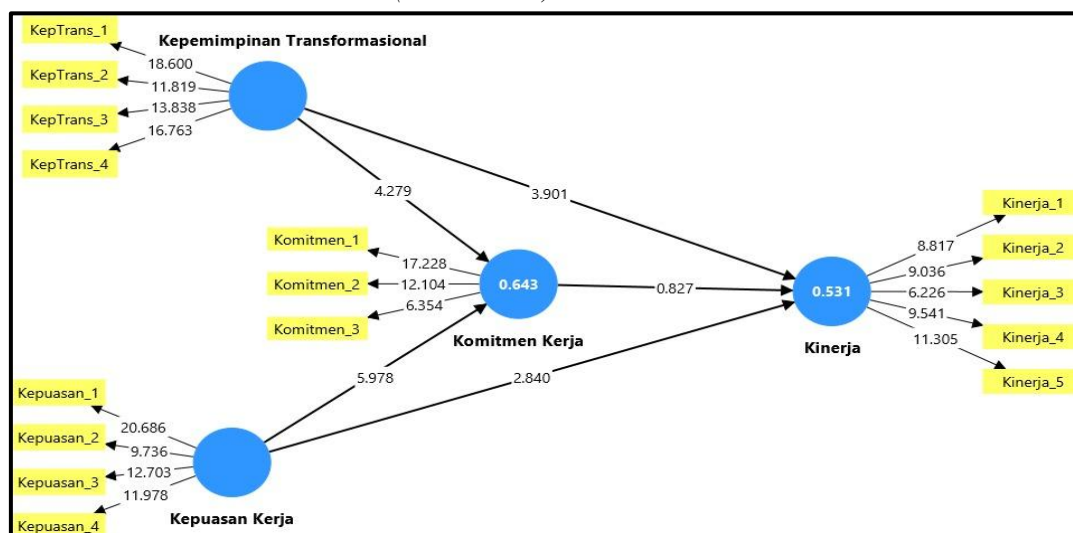 KepTrans_1
KepTrans_2
KepTrans_3
KepTrans_4
Kepemimpinan Transformasional
18.600
11.819
13.838
16.763
4.279
3.901
Komitmen_1
Komitmen_2
Komitmen_3
17.228
12.104
6.354
0.643
Komitmen Kerja
0.827
0.531
Kinerja
8.817
9.036
6.226
9.541
11.305
Kinerja_1
Kinerja_2
Kinerja_3
Kinerja_4
Kinerja_5
5.978
2.840
Kepuasan_1
Kepuasan_2
Kepuasan_3
Kepuasan_4
20.686
9.736
12.703
11.978
Kepuasan Kerja